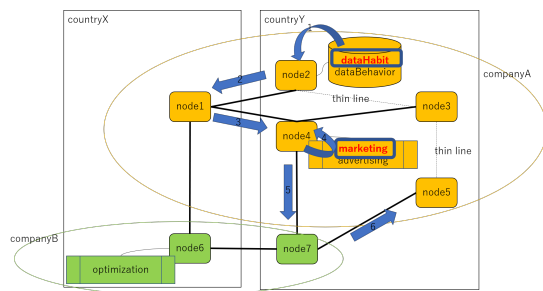 countryX
countryY
1
dataHabit
dataBehavior
companyA
node2
2
thin line
node1
node3
3
node4
4
marketing
advertising
thin line
5
node5
6
companyB
node6
node7
optimization